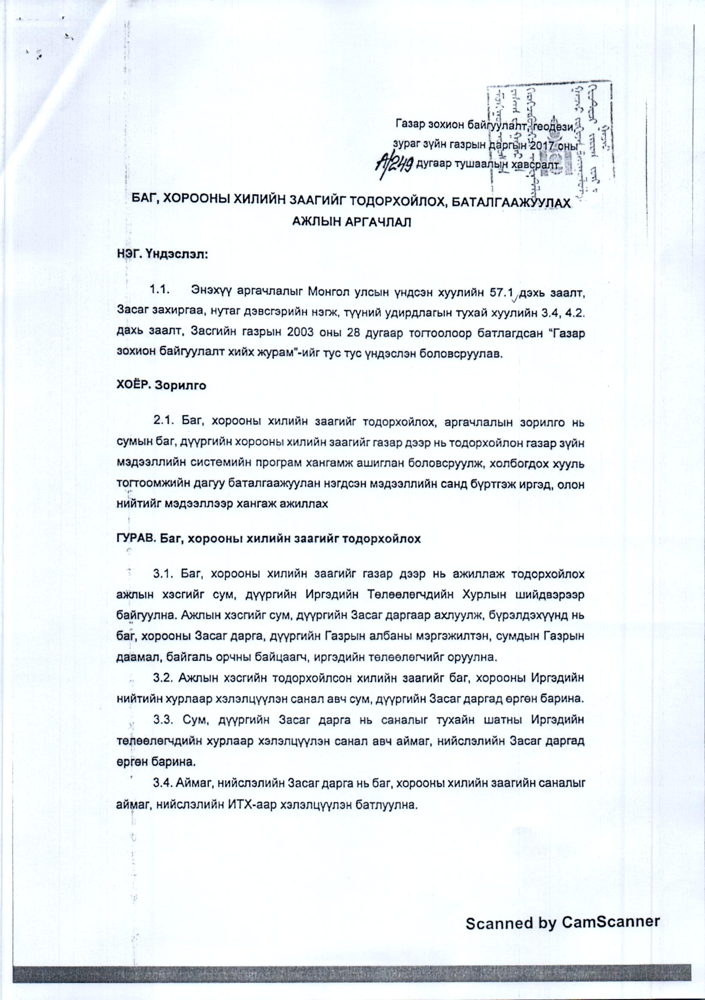 Газар зохион байгуулалт, геодези,
зураг зүйн газрын даргын 2017 оны
А/249 дугаар тушаалын хавсралт
БАГ, ХОРООНЫ ХИЛИЙН ЗААГИЙГ ТОДОРХОЙЛОХ, БАТАЛГААЖУУЛАХ
АЖЛЫН АРГАЧЛАЛ
НЭГ. Үндэслэл:
1.1. Энэхүү аргачлалыг Монгол улсын үндсэн хуулийн 57.1 дэхь заалт,
Засаг захиргаа, нутаг дэвсгэрийн нэгж, түүний удирдлагын тухай хуулийн 3.4, 4.2.
дахь заалт, Засгийн газрын 2003 оны 28 дугаар тогтоолоор батлагдсан “Газар
зохион байгуулалт хийх журам”-ийг тус тус үндэслэн боловсруулав.
ХОЁР. Зорилго
2.1. Баг, хорооны хилийн заагийг тодорхойлох, аргачлалын зорилго нь
сумын баг, дүүргийн хорооны хилийн заагийг газар дээр нь тодорхойлон газар зүйн
мэдээллийн системийн програм хангамж ашиглан боловсруулж, холбогдох хууль
тогтоомжийн дагуу баталгаажуулан нэгдсэн мэдээллийн санд бүртгэж иргэд, олон
нийтийг мэдээллээр хангаж ажиллах
ГУРАВ. Баг, хорооны хилийн заагийг тодорхойлох
3.1. Баг, хорооны хилийн заагийг газар дээр нь ажиллаж тодорхойлох
ажлын хэсгийг сум, дүүргийн Иргэдийн Төлөөлөгчдийн Хурлын шийдвэрээр
байгуулна. Ажлын хэсгийг сум, дүүргийн Засаг даргаар ахлуулж, бүрэлдэхүүнд нь
баг, хорооны Засаг дарга, дүүргийн Газрын албаны мэргэжилтэн, сумдын Газрын
даамал, байгаль орчны байцаагч, иргэдийн төлөөлөгчийг оруулна.
3.2. Ажлын хэсгийн тодорхойлсон хилийн заагийг баг, хорооны Иргэдийн
нийтийн хурлаар хэлэлцүүлэн санал авч сум, дүүргийн Засаг даргад өргөн барина.
3.3. Сум, дүүргийн Засаг дарга нь саналыг тухайн шатны Иргэдийн
төлөөлөгчдийн хурлаар хэлэлцүүлэн санал авч аймаг, нийслэлийн Засаг даргад
өргөн барина.
3.4. Аймаг, нийслэлийн Засаг дарга нь баг, хорооны хилийн заагийн саналыг
аймаг, нийслэлийн ИТХ-аар хэлэлцүүлэн батлуулна.
Scanned by CamScanner